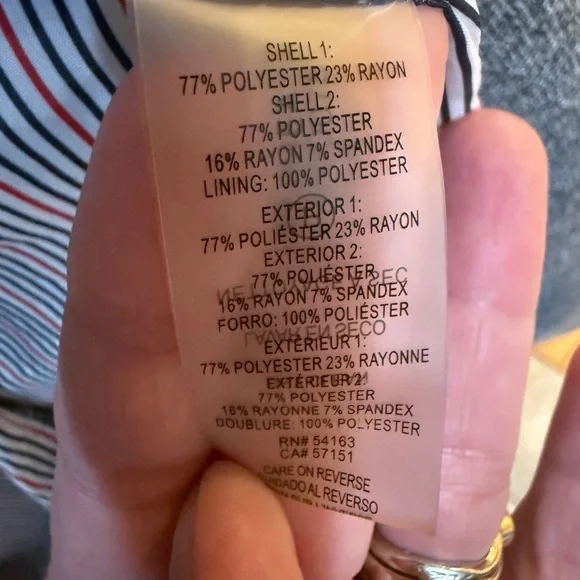 SHELL 1:
77% POLYESTER 23% RAYON
SHELL 2:
77% POLYESTER
16% RAYON 7% SPANDEX
LINING: 100% POLYESTER
EXTERIOR 1:
77% POLIÉSTER 23% RAYON
EXTERIOR 2:
77% POLIÉSTER
16% RAYON 7% SPANDEX
FORRO: 100% POLIÉSTER
EXTÉRIEUR 1:
77% POLYESTER 23% RAYONNE
EXTÉRIEUR 2:
77% POLYESTER
16% RAYONNE 7% SPANDEX
DOUBLURE: 100% POLYESTER
RN# 54163
CA# 57151
CARE ON REVERSE
IDADO AL REVERSO